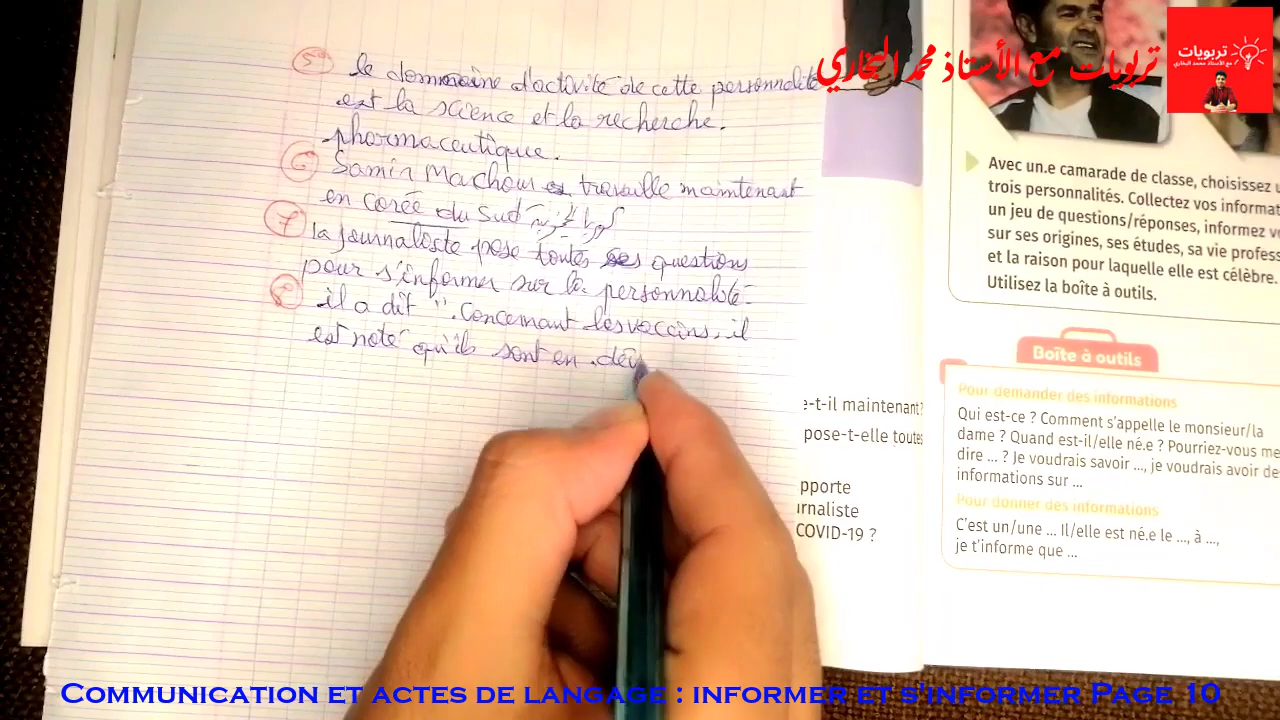 5°) le domaine d'activité de cette personnalité
est la science et la recherche.
pharmaceutique.
6) Samir Machour travaille maintenant
en corée du Sud كوريا الجنوبية
7) la journaliste pose toutes ses questions
pour s'informer sur la personnalité.
8) il a dit ". Concernant les vaccins, il
est noté qu'ils sont en
تربويات مع الأستاذ محمد البخاري
تربويات
مع الأستاذ محمد البخاري
Avec un.e camarade de classe, choisissez
trois personnalités. Collectez vos
un jeu de questions/réponses, informez
sur ses origines, ses études, sa vie
et la raison pour laquelle elle est célèbre.
Utilisez la boîte à outils.
Boîte à outils
Pour demander des informations
Qui est-ce ? Comment s'appelle le monsieur/la
dame ? Quand est-il/elle né.e ? Pourriez-vous me
dire ... ? Je voudrais savoir ..., je voudrais avoir des
informations sur ...
Pour donner des informations
C'est un/une ... Il/elle est né.e le ..., à ...,
je t'informe que ...
e-t-il maintenant?
pose-t-elle toutes
pporte
urnaliste
COVID-19 ?
Communication et actes de langage : informer et s'informer Page 10